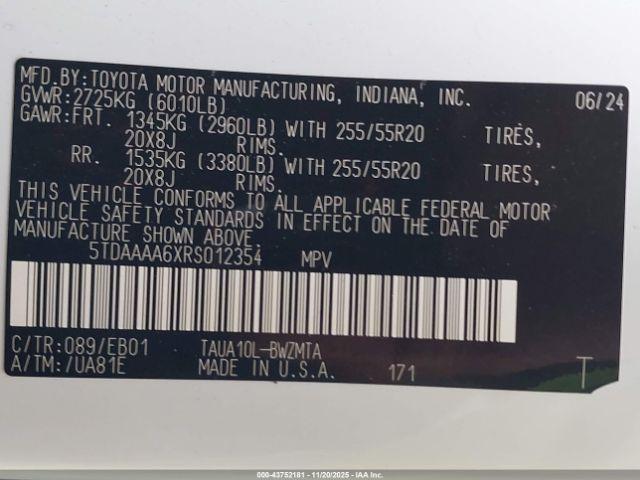 MFD.BY:TOYOTA MOTOR MANUFACTURING, INDIANA, INC. 06/24
GVWR:2725KG (6010LB)
GAWR:FRT. 1345KG (2960LB) WITH 255/55R20 TIRES,
20X8J RIMS.
RR. 1535KG (3380LB) WITH 255/55R20 TIRES,
20X8J RIMS.
THIS VEHICLE CONFORMS TO ALL APPLICABLE FEDERAL MOTOR
VEHICLE SAFETY STANDARDS IN EFFECT ON THE DATE OF
MANUFACTURE SHOWN ABOVE.
5TDAAAA6XRS012354 MPV
C/TR:089/EB01 TAUA10L-BWZMTA
A/TM:/UA81E MADE IN U.S.A. 171 T
000-43752181 - 11/20/2025 - IAA Inc.